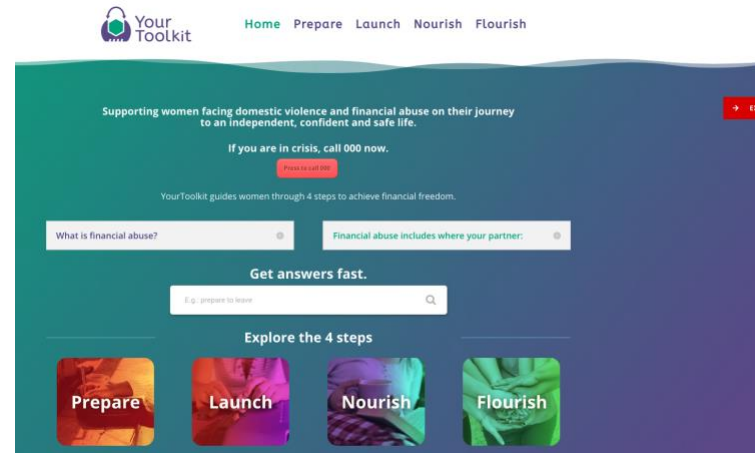 Your
Toolkit
Home Prepare Launch Nourish Flourish
Supporting women facing domestic violence and financial abuse on their journey
to an independent, confident and safe life.
If you are in crisis, call 000 now.
Press to call 000
YourToolkit guides women through 4 steps to achieve financial freedom.
What is financial abuse?
Financial abuse includes where your partner:
Get answers fast.
E.g. prepare to leave
Explore the 4 steps
Prepare
Launch
Nourish
Flourish